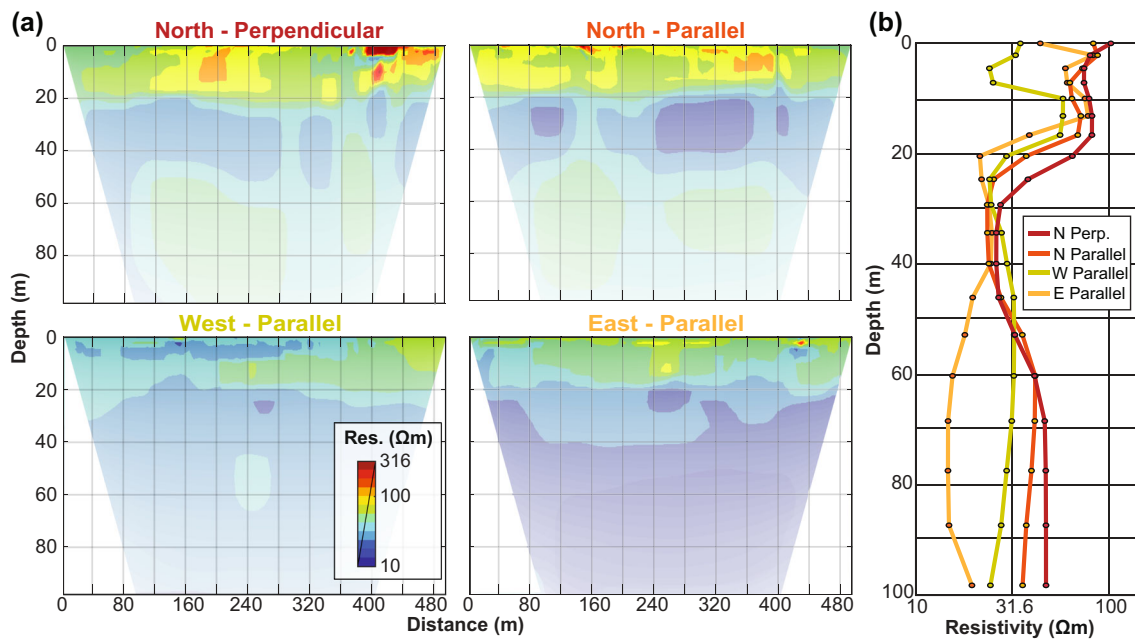 (a)
North - Perpendicular
North - Parallel
(b)
0
20
40
60
80
Depth (m)
West - Parallel
East - Parallel
0
20
40
60
80
Res. (Ωm)
316
100
10
0 80 160 240 320 400 480
0 80 160 240 320 400 480
Distance (m)
0
20
40
60
80
100
Depth (m)
N Perp.
N Parallel
W Parallel
E Parallel
10 31.6 100
Resistivity (Ωm)